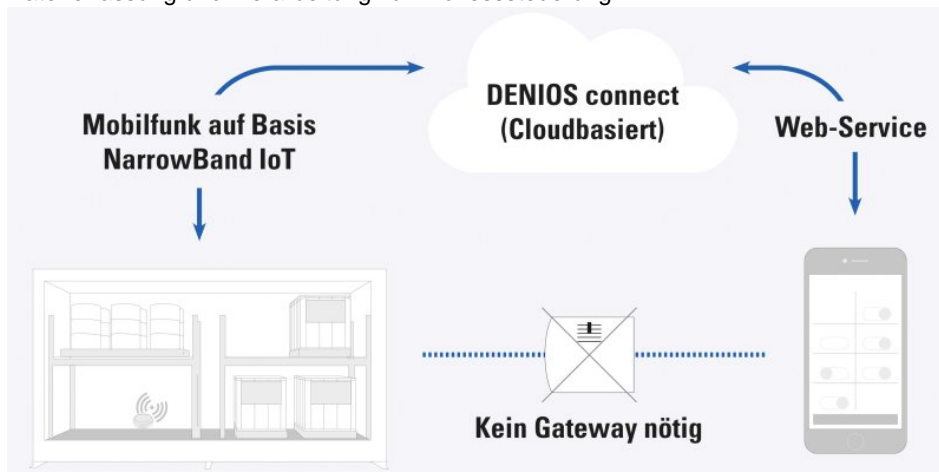 DENIOS connect
(Cloudbasiert)
Mobilfunk auf Basis
NarrowBand IoT
Web-Service
Kein Gateway nötig